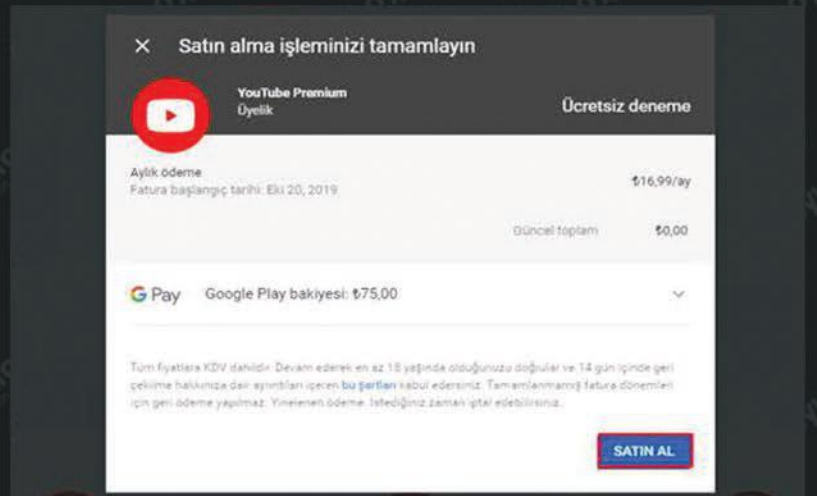 Satın alma işleminizi tamamlayın
YouTube Premium
Üyelik
Ücretsiz deneme
Aylık ödeme
₺16,99/ay
Fatura başlangıç tarihi: Eki 20, 2019
Güncel toplam ₺0,00
G Pay Google Play bakiyesi: ₺75,00
Tüm fiyatlara KDV dahildir. Devam ederek en az 18 yaşında olduğunuzu doğrular ve 14 gün içinde geri
çekilme hakkınıza dair ayrıntıları içeren bu şartları kabul edersiniz. Tamamlanmamış fatura dönemleri
için geri ödeme yapılmaz. Yinelenen ödeme. İstediğiniz zaman iptal edebilirsiniz.
SATIN AL